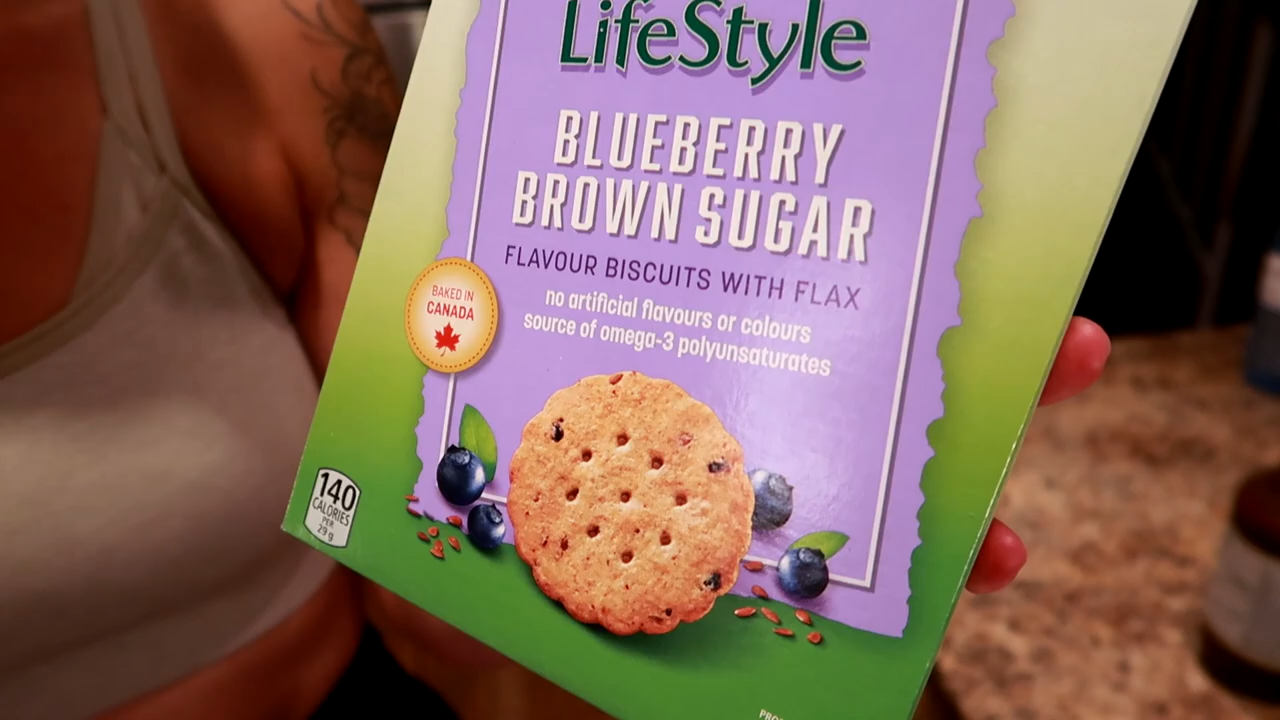 LifeStyle
BLUEBERRY
BROWN SUGAR
FLAVOUR BISCUITS WITH FLAX
no artificial flavours or colours
source of omega-3 polyunsaturates
BAKED IN
CANADA
140
CALORIES
PER
29 g